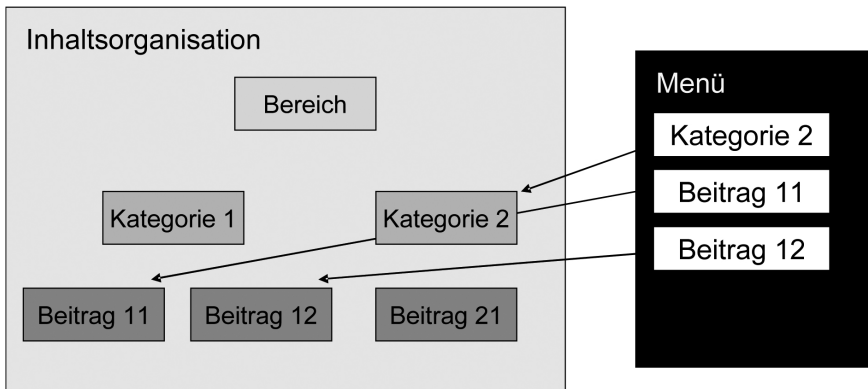 Inhaltsorganisation
Bereich
Kategorie 1
Kategorie 2
Beitrag 11
Beitrag 12
Beitrag 21
Menü
Kategorie 2
Beitrag 11
Beitrag 12